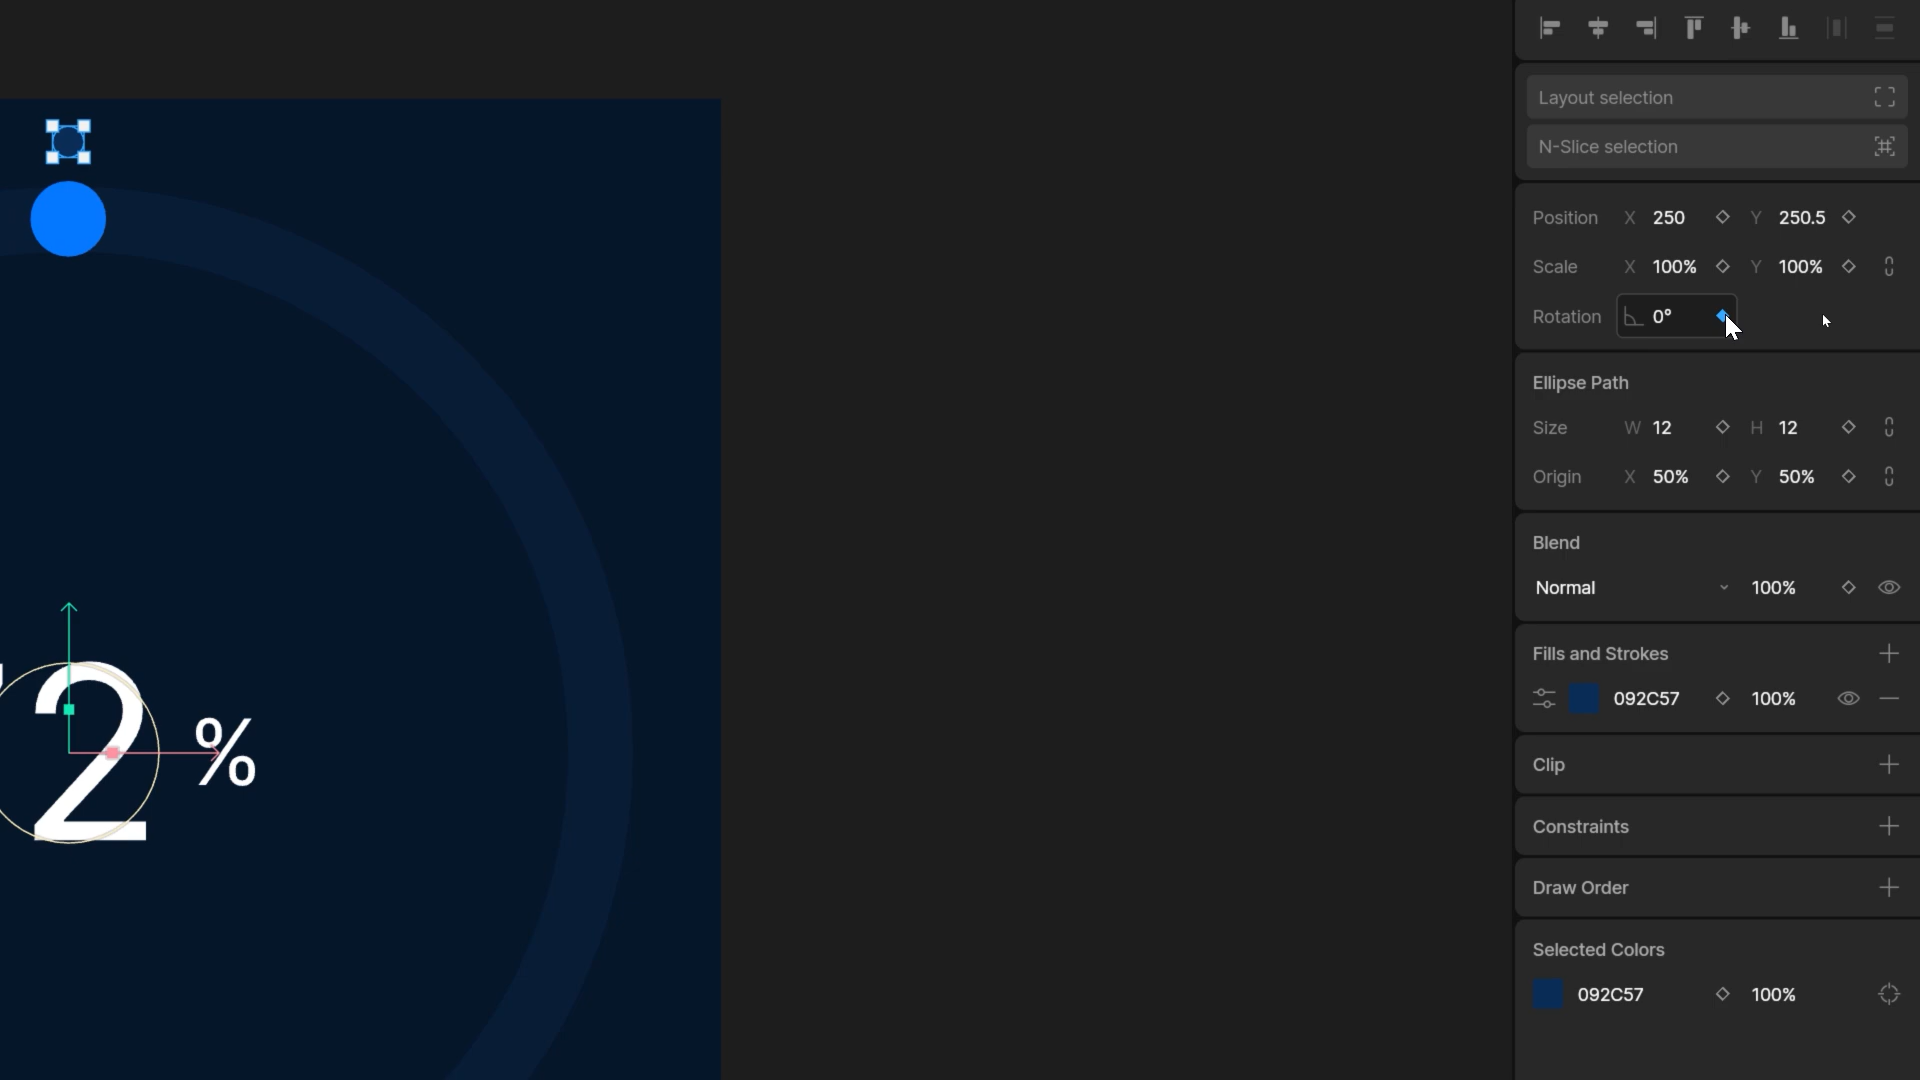 Layout selection
N-Slice selection
Position X 250 Y 250.5
Scale X 100% Y 100%
Rotation 0°
Ellipse Path
Size W 12 H 12
Origin X 50% Y 50%
Blend
Normal 100%
Fills and Strokes
092C57 100%
Clip
Constraints
Draw Order
Selected Colors
092C57 100%
2 %